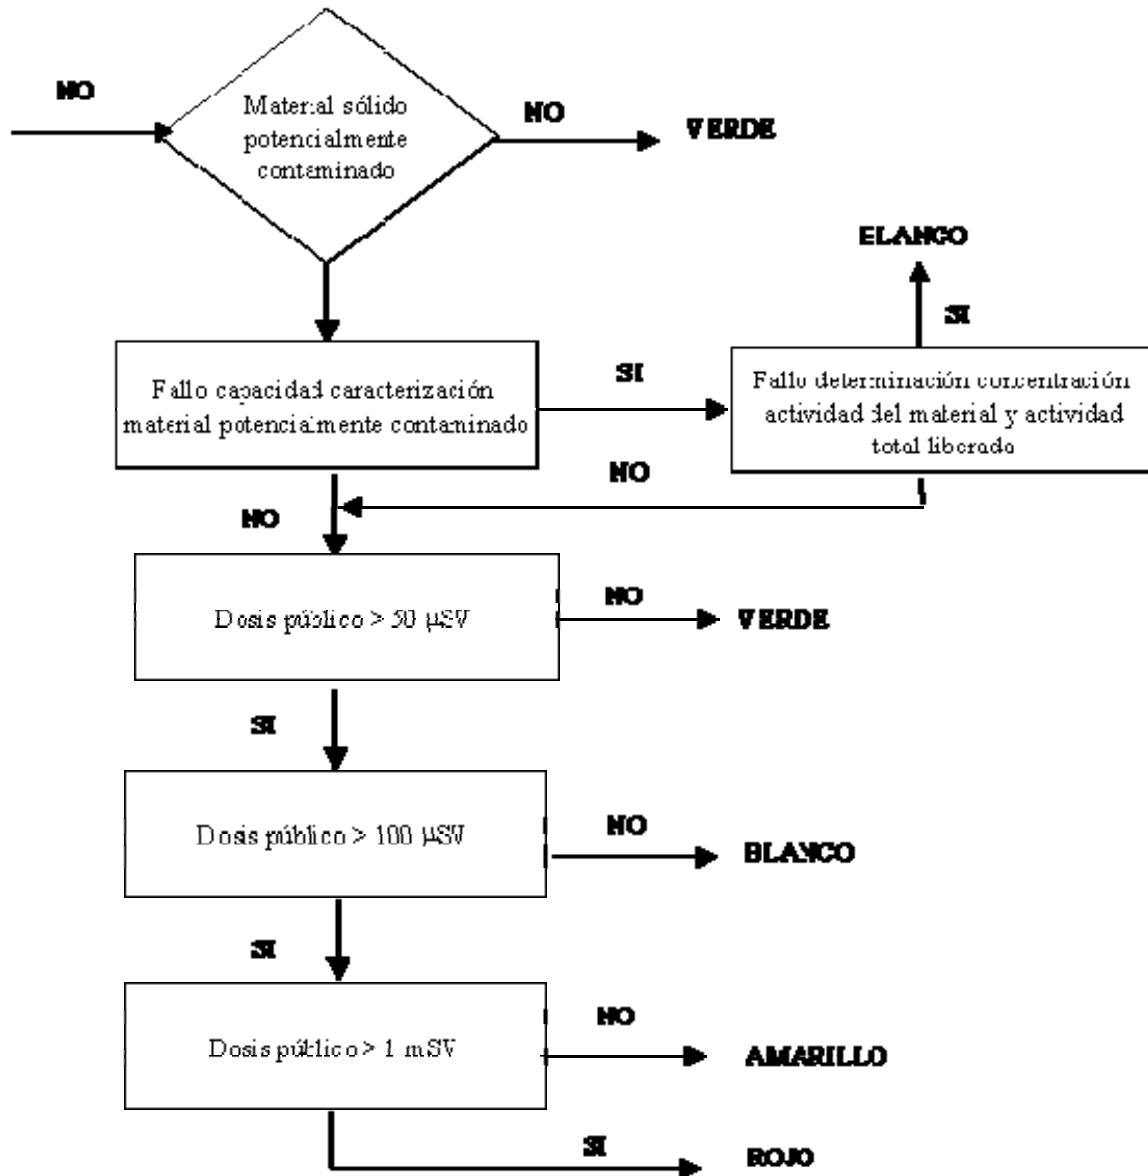 NO
Material sólido
potencialmente
contaminado
NO
VERDE
ELANCO
SI
Fallo capacidad caracterización
material potencialmente contaminado
SI
Fallo determinación concentración
actividad del material y actividad
total liberado
NO
NO
Dosis público > 50 µSV
NO
VERDE
SI
Dosis público > 100 µSV
NO
BLANCO
SI
Dosis público > 1 mSV
NO
AMARILLO
SI
ROJO